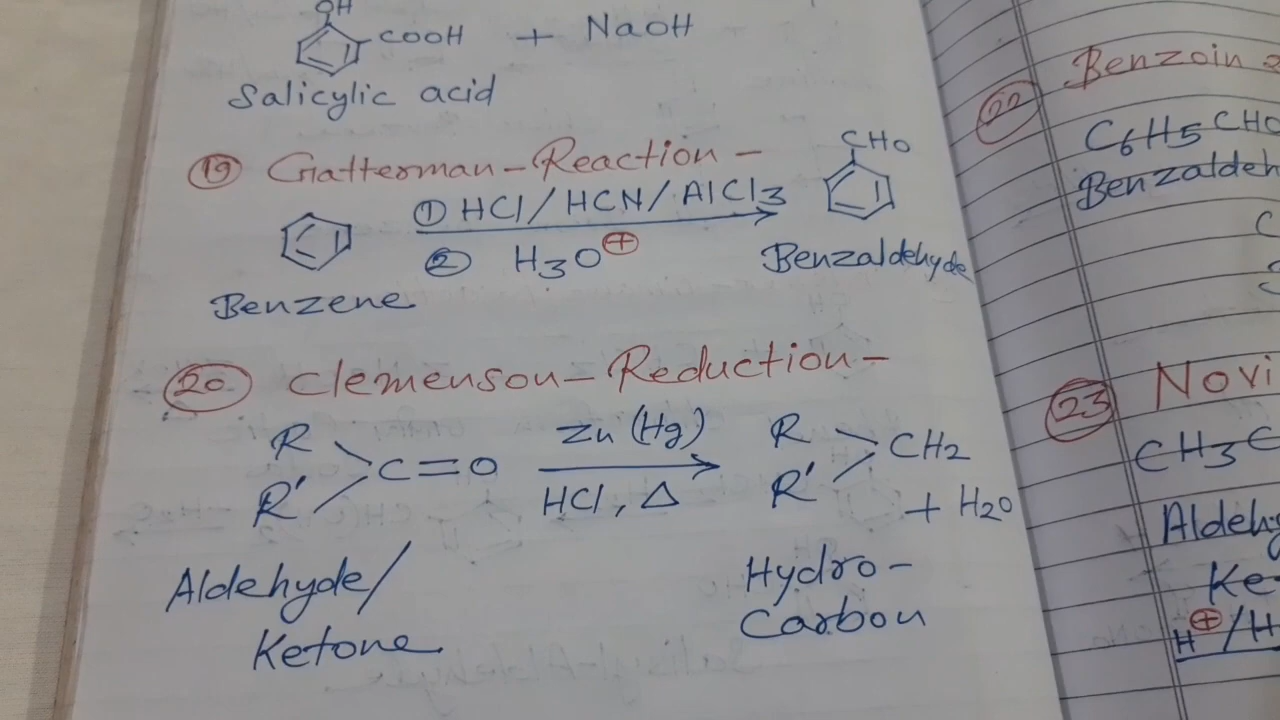 OH
COOH + NaOH
Salicylic acid
19 Gatterman-Reaction-
CHO
① HCl/HCN/AlCl3
② H3O⊕
Benzene
Benzaldehyde
20. Clemenson-Reduction-
R
R'
C=O
Zn(Hg)
HCl, Δ
R
R'
CH2
+ H2O
Aldehyde/
Ketone
Hydro-
Carbon
22 Benzoin
C6H5CHO
Benzaldeh
C
23 Novi
CH3C
Aldehy
Ke
H⊕/H